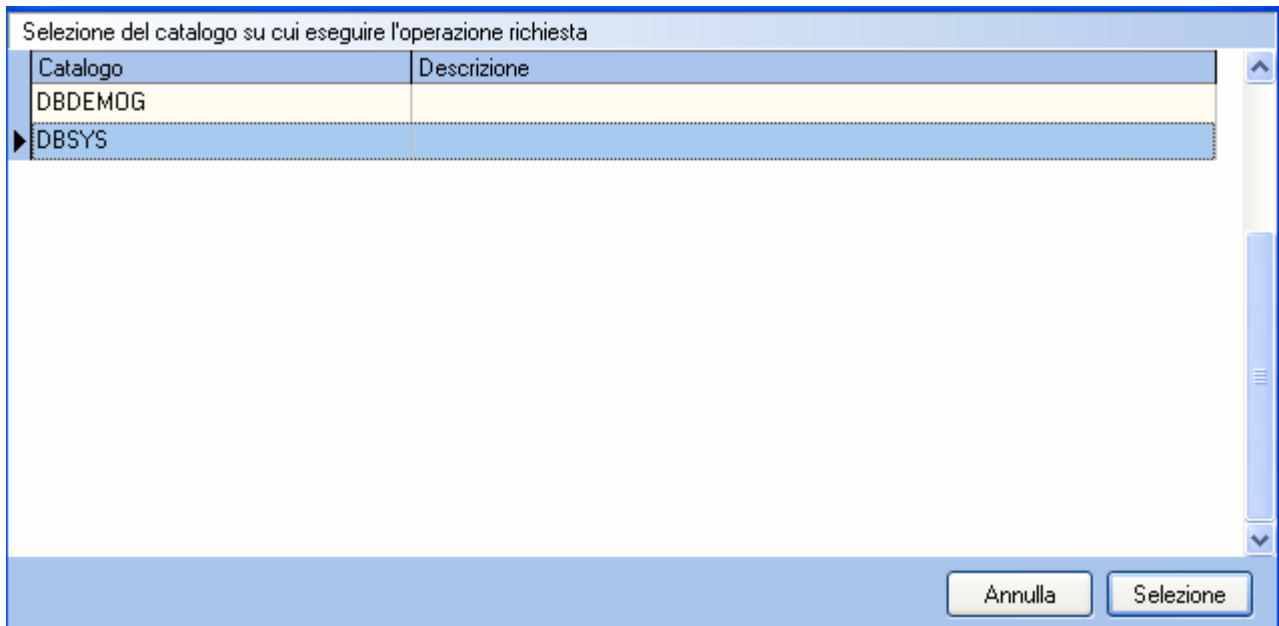 Selezione del catalogo su cui eseguire l'operazione richiesta
Catalogo Descrizione
DBDEMOG
DBSYS
Annulla Selezione